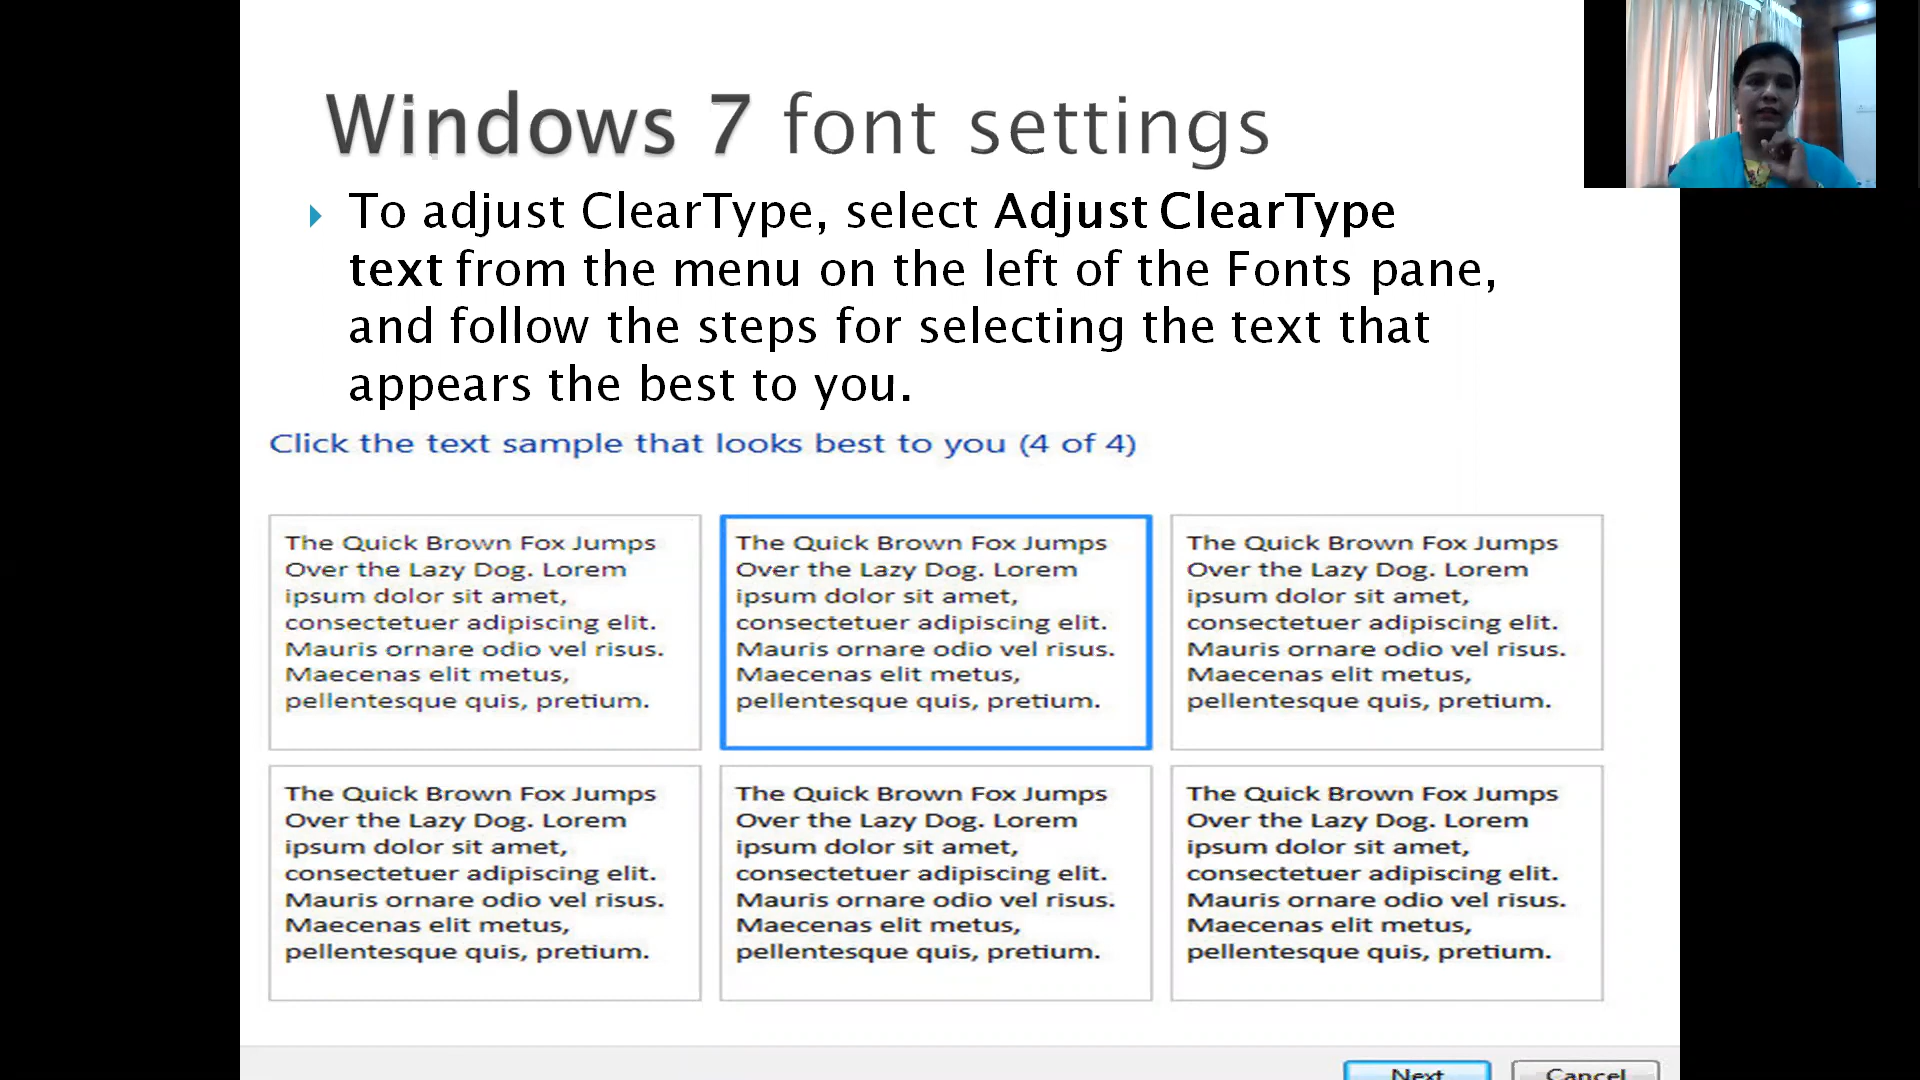 Windows 7 font settings
To adjust ClearType, select Adjust ClearType
text from the menu on the left of the Fonts pane,
and follow the steps for selecting the text that
appears the best to you.
Click the text sample that looks best to you (4 of 4)
The Quick Brown Fox Jumps
Over the Lazy Dog. Lorem
ipsum dolor sit amet,
consectetuer adipiscing elit.
Mauris ornare odio vel risus.
Maecenas elit metus,
pellentesque quis, pretium.
The Quick Brown Fox Jumps
Over the Lazy Dog. Lorem
ipsum dolor sit amet,
consectetuer adipiscing elit.
Mauris ornare odio vel risus.
Maecenas elit metus,
pellentesque quis, pretium.
The Quick Brown Fox Jumps
Over the Lazy Dog. Lorem
ipsum dolor sit amet,
consectetuer adipiscing elit.
Mauris ornare odio vel risus.
Maecenas elit metus,
pellentesque quis, pretium.
The Quick Brown Fox Jumps
Over the Lazy Dog. Lorem
ipsum dolor sit amet,
consectetuer adipiscing elit.
Mauris ornare odio vel risus.
Maecenas elit metus,
pellentesque quis, pretium.
The Quick Brown Fox Jumps
Over the Lazy Dog. Lorem
ipsum dolor sit amet,
consectetuer adipiscing elit.
Mauris ornare odio vel risus.
Maecenas elit metus,
pellentesque quis, pretium.
The Quick Brown Fox Jumps
Over the Lazy Dog. Lorem
ipsum dolor sit amet,
consectetuer adipiscing elit.
Mauris ornare odio vel risus.
Maecenas elit metus,
pellentesque quis, pretium.
Next Cancel